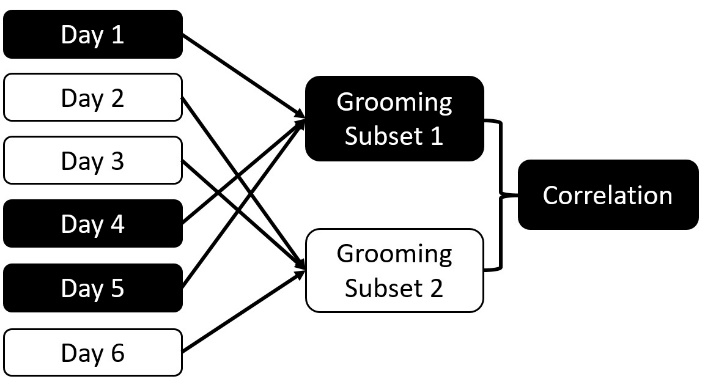 Day 1
Day 2
Day 3
Day 4
Day 5
Day 6
Grooming
Subset 1
Grooming
Subset 2
Correlation